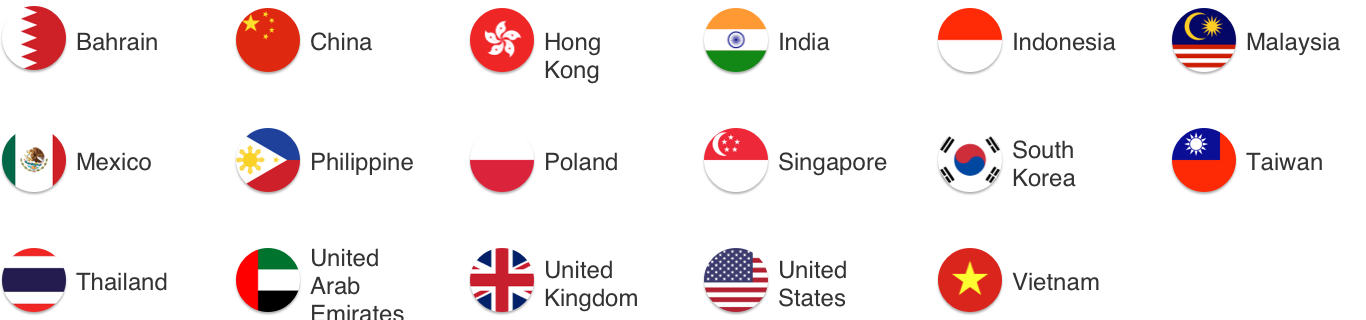 Bahrain
China
Hong
Kong
India
Indonesia
Malaysia
Mexico
Philippine
Poland
Singapore
South
Korea
Taiwan
Thailand
United
Arab
Emirates
United
Kingdom
United
States
Vietnam